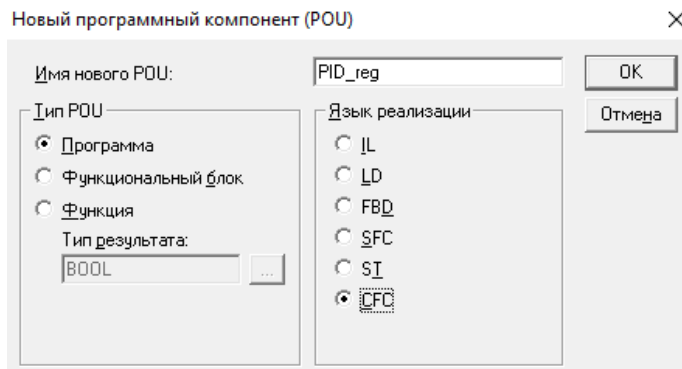 Новый программный компонент (POU)
Имя нового POU:
PID_reg
OK
Отмена
Тип POU
Программа
Функциональный блок
Функция
Тип результата:
BOOL
...
Язык реализации
IL
LD
FBD
SFC
ST
CFC